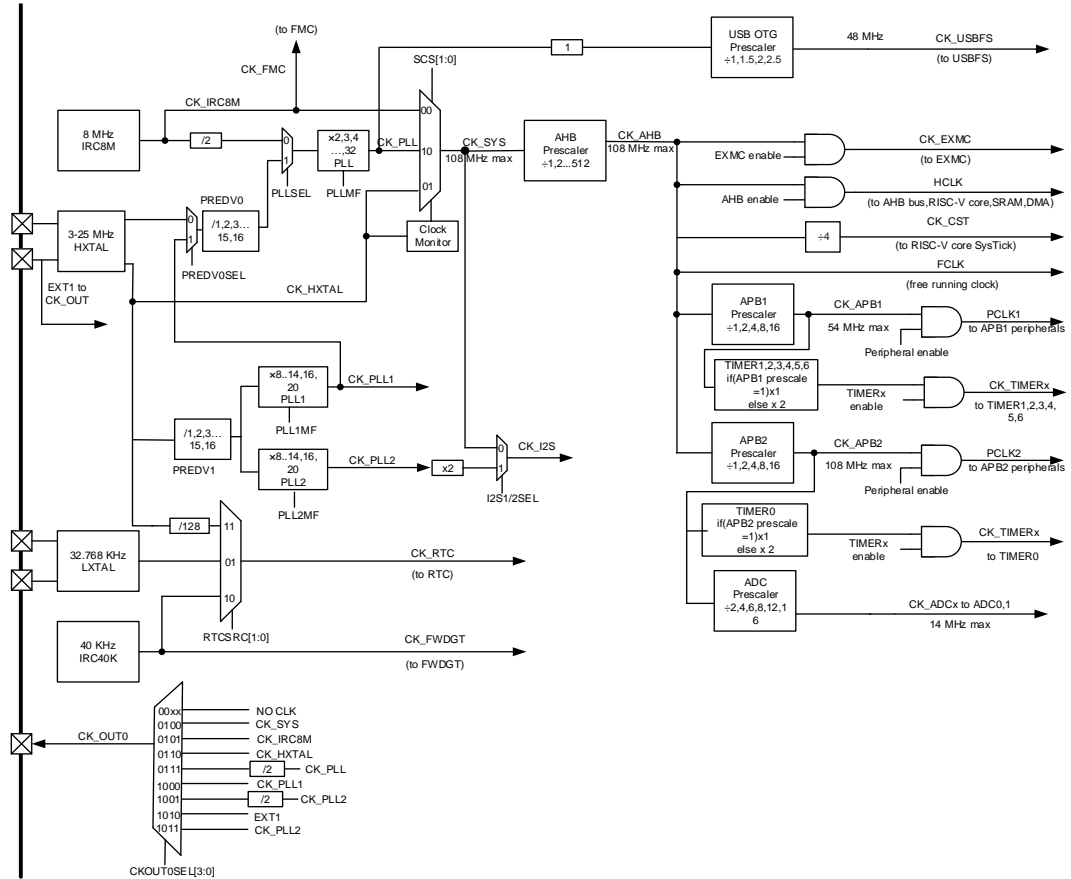 (to FMC)
CK_FMC
SCS[1:0]
1
USB OTG
Prescaler
÷1,1.5,2,2.5
48 MHz
CK_USBFS
(to USBFS)
CK_IRC8M
8 MHz
IRC8M
/2
0
1
PLLSEL
×2,3,4
…,32
PLL
PLLMF
CK_PLL
00
10
01
CK_SYS
108 MHz max
AHB
Prescaler
÷1,2...512
CK_AHB
108 MHz max
EXMC enable
CK_EXMC
(to EXMC)
AHB enable
HCLK
(to AHB bus,RISC-V core,SRAM,DMA)
PREDV0
0
1
/1,2,3…
15,16
PREDV0SEL
3-25 MHz
HXTAL
Clock
Monitor
÷4
CK_CST
(to RISC-V core SysTick)
EXT1 to
CK_OUT
CK_HXTAL
FCLK
(free running clock)
APB1
Prescaler
÷1,2,4,8,16
CK_APB1
54 MHz max
Peripheral enable
PCLK1
to APB1 peripherals
TIMER1,2,3,4,5,6
if(APB1 prescale
=1)x1
else x 2
TIMERx
enable
CK_TIMERx
to TIMER1,2,3,4,
5,6
×8..14,16,
20
PLL1
CK_PLL1
PLL1MF
/1,2,3…
15,16
PREDV1
×8..14,16,
20
PLL2
CK_PLL2
PLL2MF
x2
0
1
CK_I2S
I2S1/2SEL
APB2
Prescaler
÷1,2,4,8,16
CK_APB2
108 MHz max
Peripheral enable
PCLK2
to APB2 peripherals
TIMER0
if(APB2 prescale
=1)x1
else x 2
TIMERx
enable
CK_TIMERx
to TIMER0
/128
11
01
10
32.768 KHz
LXTAL
CK_RTC
(to RTC)
RTCSRC[1:0]
ADC
Prescaler
÷2,4,6,8,12,1
6
CK_ADCx to ADC0,1
14 MHz max
40 KHz
IRC40K
CK_FWDGT
(to FWDGT)
CK_OUT0
00xx NO CLK
0100 CK_SYS
0101 CK_IRC8M
0110 CK_HXTAL
0111 /2 CK_PLL
1000 CK_PLL1
1001 /2 CK_PLL2
1010 EXT1
1011 CK_PLL2
CKOUT0SEL[3:0]